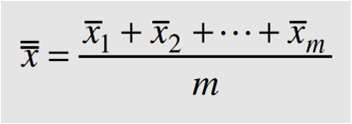 x̿ = (x̅₁ + x̅₂ + ⋯ + x̅ₘ) / m